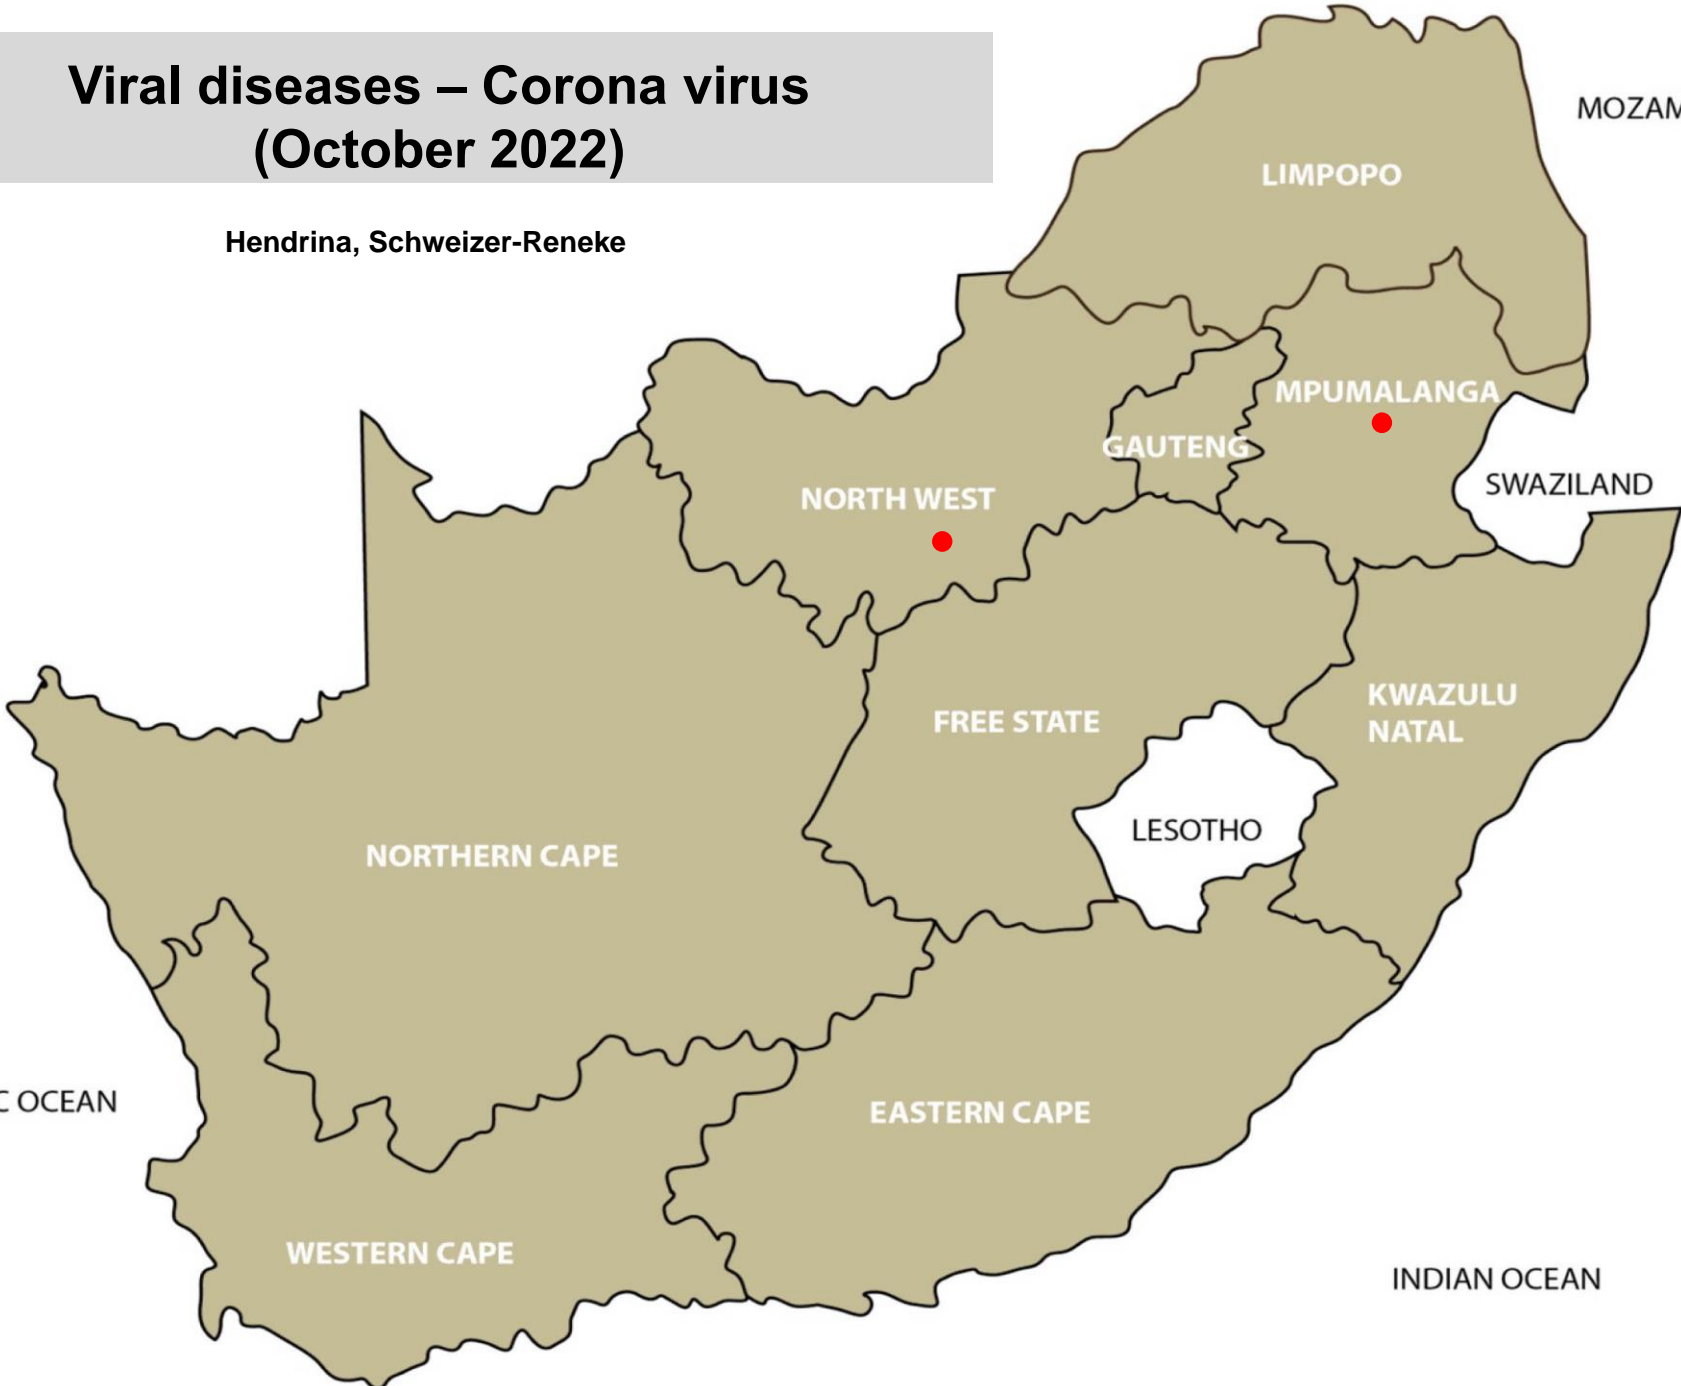 Viral diseases – Corona virus
(October 2022)
MOZAM
LIMPOPO
Hendrina, Schweizer-Reneke
MPUMALANGA
GAUTENG
SWAZILAND
NORTH WEST
KWAZULU
NATAL
FREE STATE
LESOTHO
NORTHERN CAPE
C OCEAN
EASTERN CAPE
WESTERN CAPE
INDIAN OCEAN